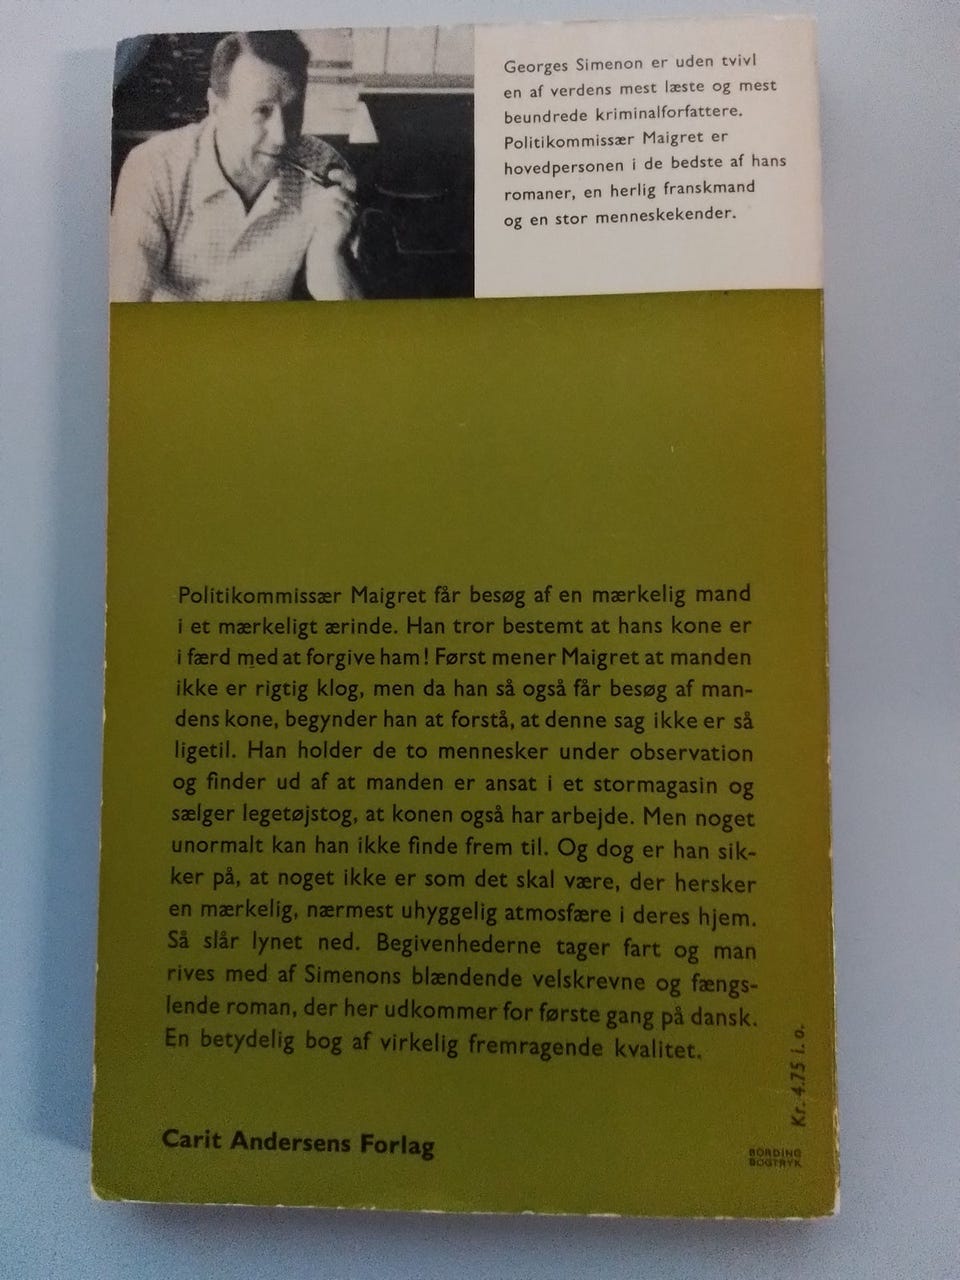 Georges Simenon er uden tvivl
en af verdens mest læste og mest
beundrede kriminalforfattere.
Politikommissær Maigret er
hovedpersonen i de bedste af hans
romaner, en herlig franskmand
og en stor menneskekender.
Politikommissær Maigret får besøg af en mærkelig mand
i et mærkeligt ærinde. Han tror bestemt at hans kone er
i færd med at forgive ham! Først mener Maigret at manden
ikke er rigtig klog, men da han så også får besøg af man-
dens kone, begynder han at forstå, at denne sag ikke er så
ligetil. Han holder de to mennesker under observation
og finder ud af at manden er ansat i et stormagasin og
sælger legetøjstog, at konen også har arbejde. Men noget
unormalt kan han ikke finde frem til. Og dog er han sik-
ker på, at noget ikke er som det skal være, der hersker
en mærkelig, nærmest uhyggelig atmosfære i deres hjem.
Så slår lynet ned. Begivenhederne tager fart og man
rives med af Simenons blændende velskrevne og fængs-
lende roman, der her udkommer for første gang på dansk.
En betydelig bog af virkelig fremragende kvalitet.
Kr. 4.75 i. o.
Carit Andersens Forlag
BORDING
BOGTRYK